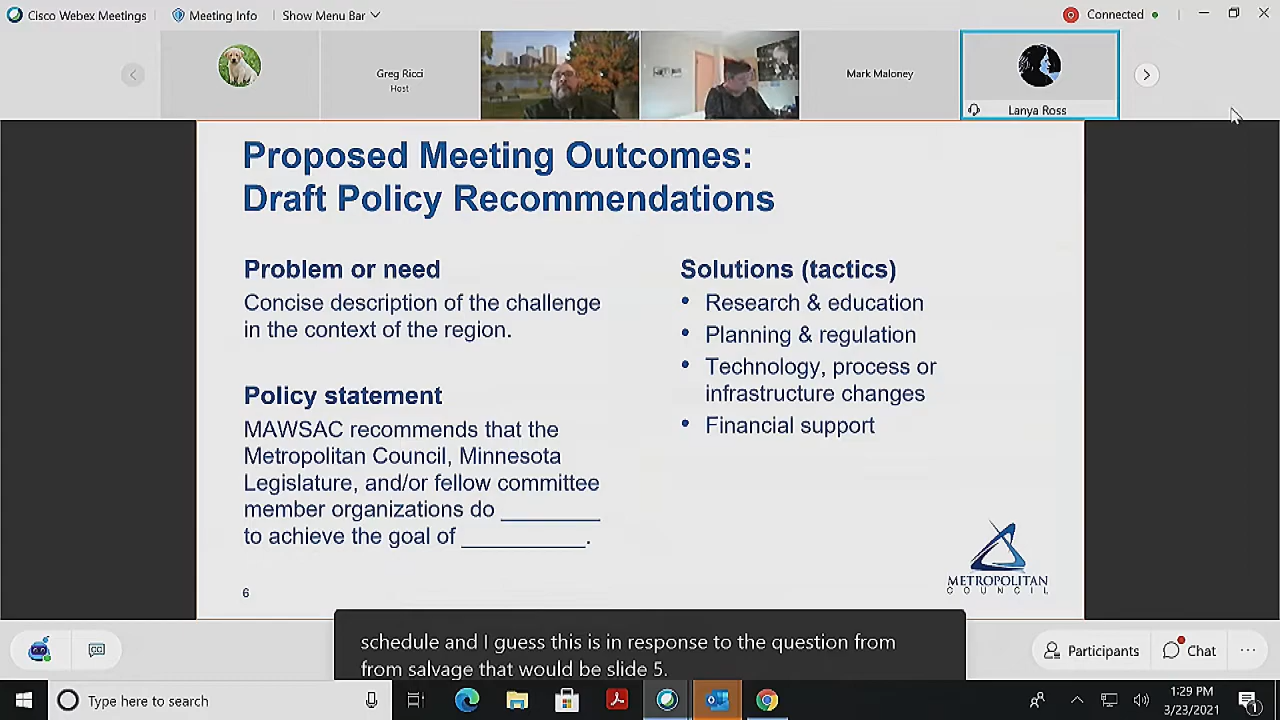 Cisco Webex Meetings
Meeting Info
Show Menu Bar
Connected
Greg Ricci
Host
Mark Maloney
Lanya Ross
Proposed Meeting Outcomes:
Draft Policy Recommendations
Problem or need
Concise description of the challenge
in the context of the region.
Policy statement
MAWSAC recommends that the
Metropolitan Council, Minnesota
Legislature, and/or fellow committee
member organizations do ________
to achieve the goal of __________.
Solutions (tactics)
• Research & education
• Planning & regulation
• Technology, process or
infrastructure changes
• Financial support
METROPOLITAN
COUNCIL
6
schedule and I guess this is in response to the question from
from salvage that would be slide 5.
CC
Participants
Chat
Type here to search
1:29 PM
3/23/2021
1